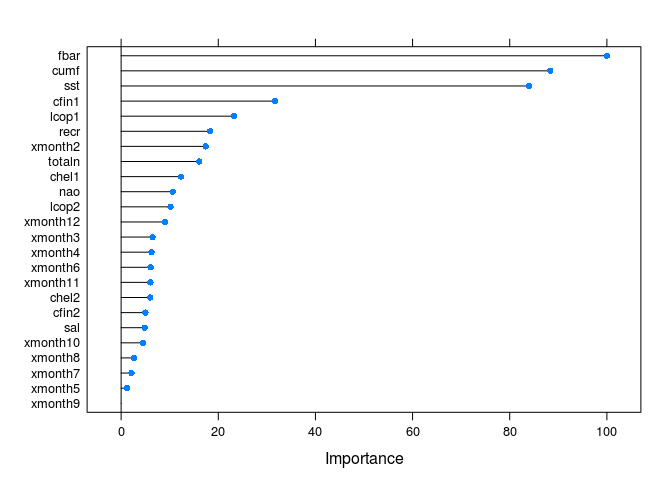 fbar
cumf
sst
cfin1
lcop1
recr
xmonth2
totaln
chel1
nao
lcop2
xmonth12
xmonth3
xmonth4
xmonth6
xmonth11
chel2
cfin2
sal
xmonth10
xmonth8
xmonth7
xmonth5
xmonth9
0 20 40 60 80 100
Importance